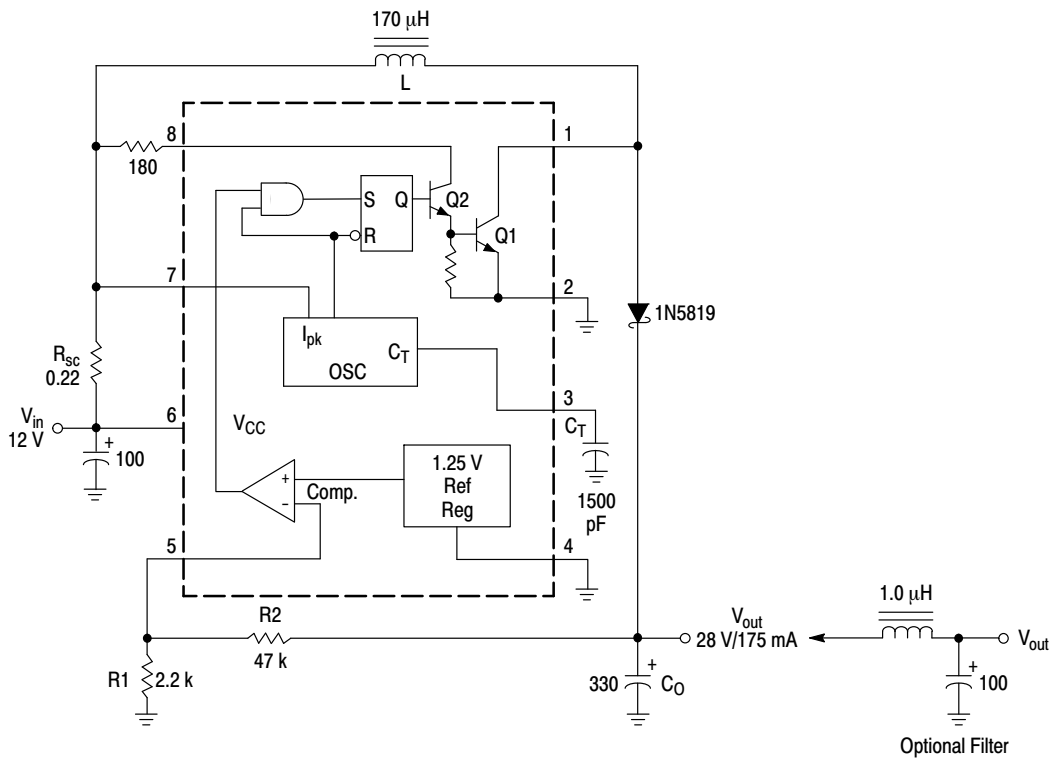 170 μH
L
8
1
180
S
Q
Q2
R
Q1
7
2
1N5819
I_pk
C_T
OSC
R_sc
0.22
3
V_in
12 V
6
V_CC
C_T
+
100
1.25 V
Ref
Reg
+
Comp.
−
1500
pF
5
4
R2
1.0 μH
V_out
28 V/175 mA
V_out
47 k
R1
2.2 k
330
+
C_O
+
100
Optional Filter